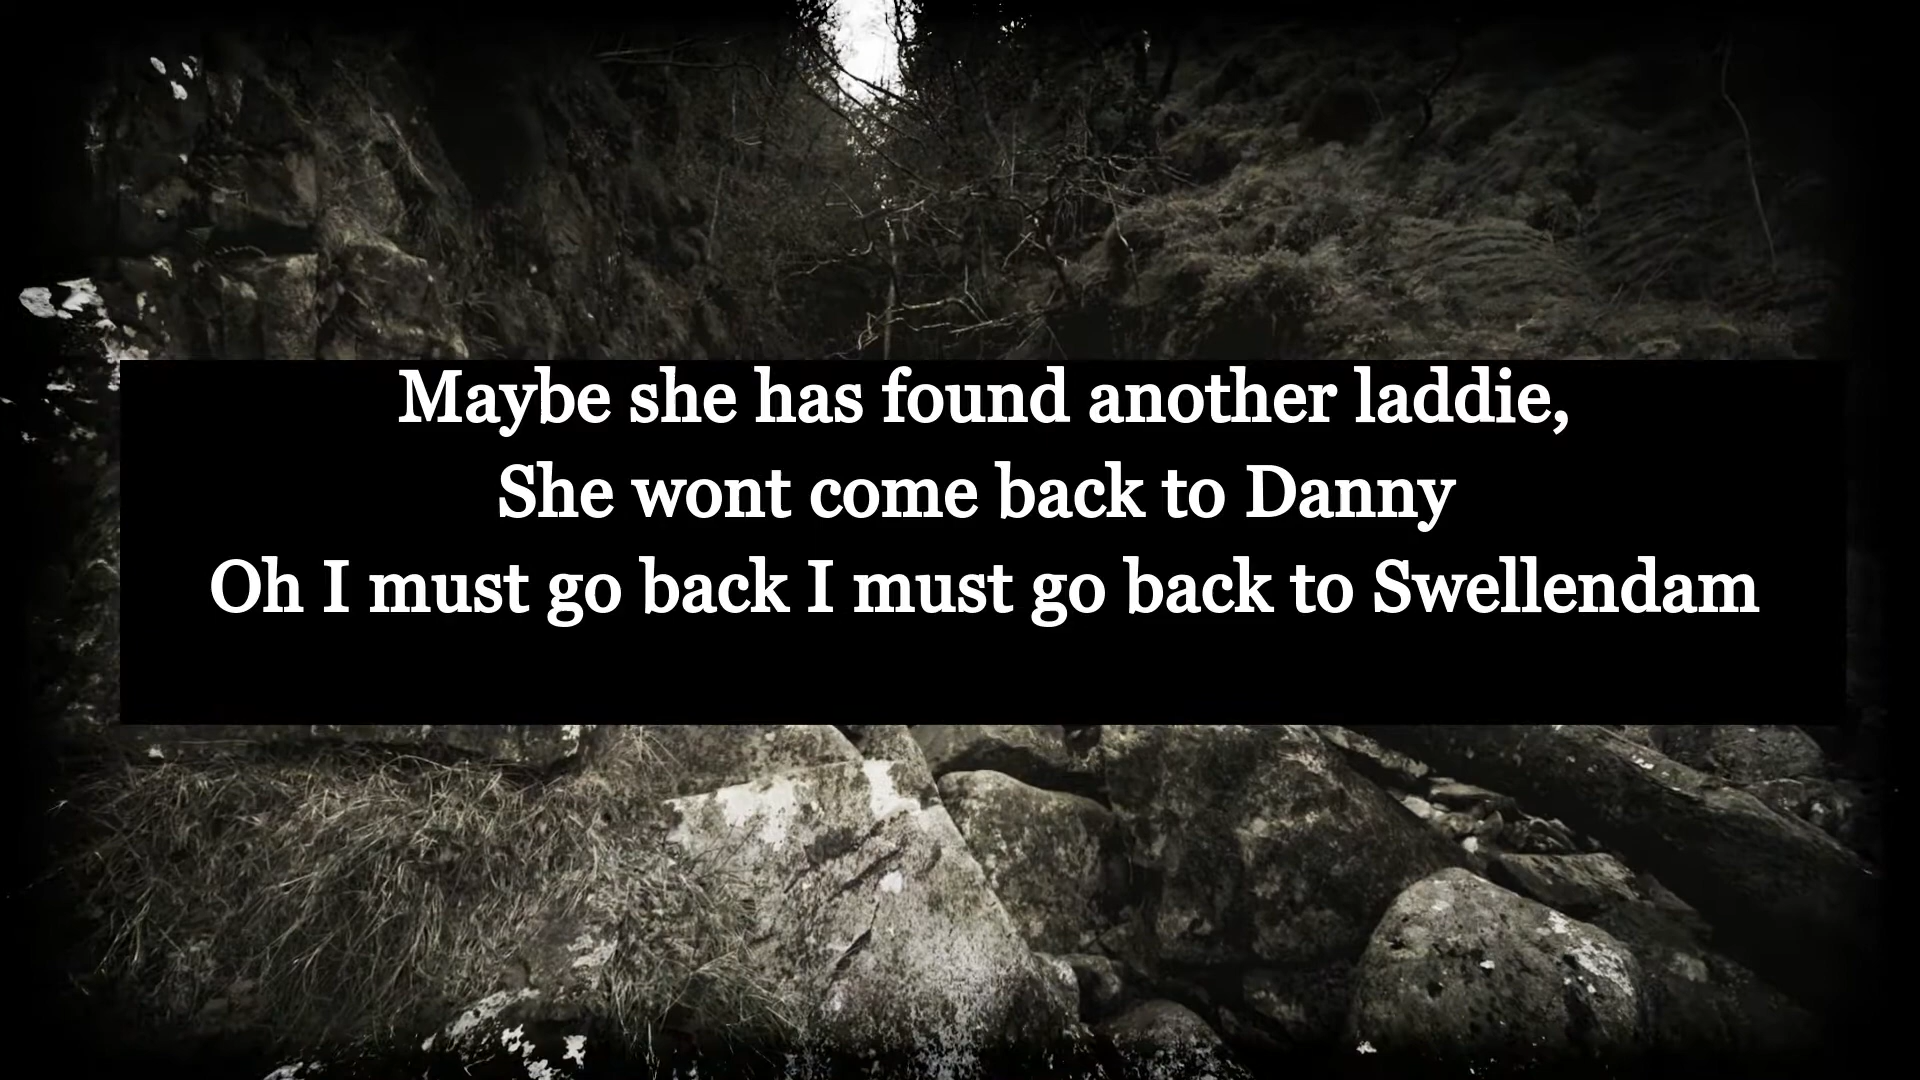 Maybe she has found another laddie,
She wont come back to Danny
Oh I must go back I must go back to Swellendam